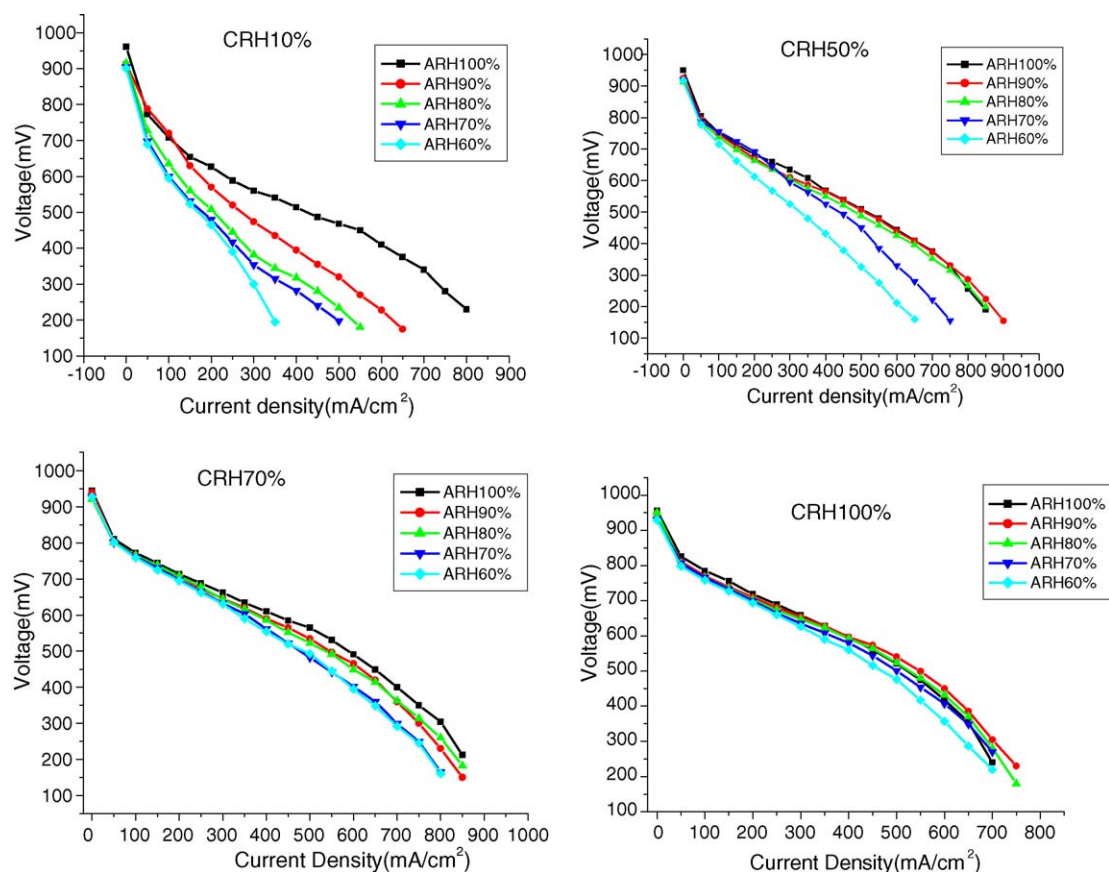 CRH10%
ARH100%
ARH90%
ARH80%
ARH70%
ARH60%
Voltage(mV)
1000
900
800
700
600
500
400
300
200
100
-100 0 100 200 300 400 500 600 700 800 900
Current density(mA/cm²)
CRH50%
ARH100%
ARH90%
ARH80%
ARH70%
ARH60%
Voltage(mV)
1000
900
800
700
600
500
400
300
200
100
-100 0 100 200 300 400 500 600 700 800 9001000
Current density(mA/cm²)
CRH70%
ARH100%
ARH90%
ARH80%
ARH70%
ARH60%
Voltage(mV)
1000
900
800
700
600
500
400
300
200
100
0 100 200 300 400 500 600 700 800 900 1000
Current Density(mA/cm²)
CRH100%
ARH100%
ARH90%
ARH80%
ARH70%
ARH60%
Voltage(mV)
1000
900
800
700
600
500
400
300
200
100
0 100 200 300 400 500 600 700 800
Current Density(mA/cm²)